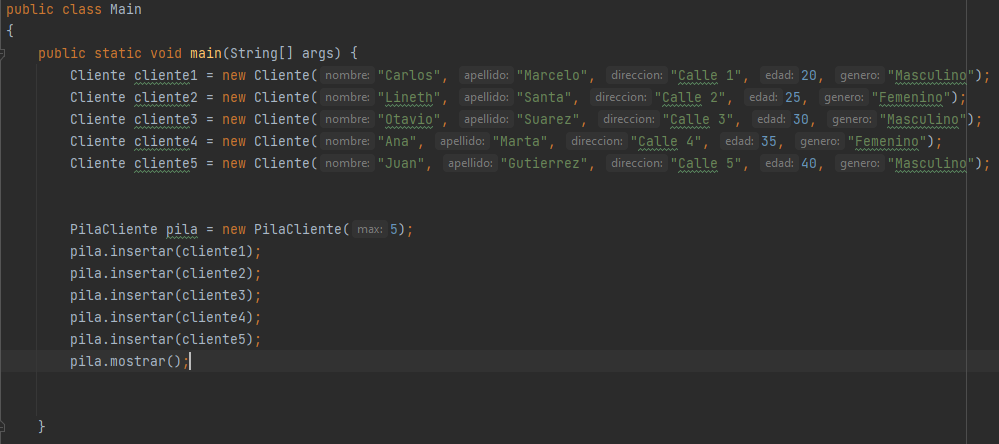 public class Main
{
public static void main(String[] args) {
Cliente cliente1 = new Cliente( nombre: "Carlos", apellido: "Marcelo", direccion: "Calle 1", edad: 20, genero: "Masculino");
Cliente cliente2 = new Cliente( nombre: "Lineth", apellido: "Santa", direccion: "Calle 2", edad: 25, genero: "Femenino");
Cliente cliente3 = new Cliente( nombre: "Otavio", apellido: "Suarez", direccion: "Calle 3", edad: 30, genero: "Masculino");
Cliente cliente4 = new Cliente( nombre: "Ana", apellido: "Marta", direccion: "Calle 4", edad: 35, genero: "Femenino");
Cliente cliente5 = new Cliente( nombre: "Juan", apellido: "Gutierrez", direccion: "Calle 5", edad: 40, genero: "Masculino");
PilaCliente pila = new PilaCliente( max: 5);
pila.insertar(cliente1);
pila.insertar(cliente2);
pila.insertar(cliente3);
pila.insertar(cliente4);
pila.insertar(cliente5);
pila.mostrar();
}